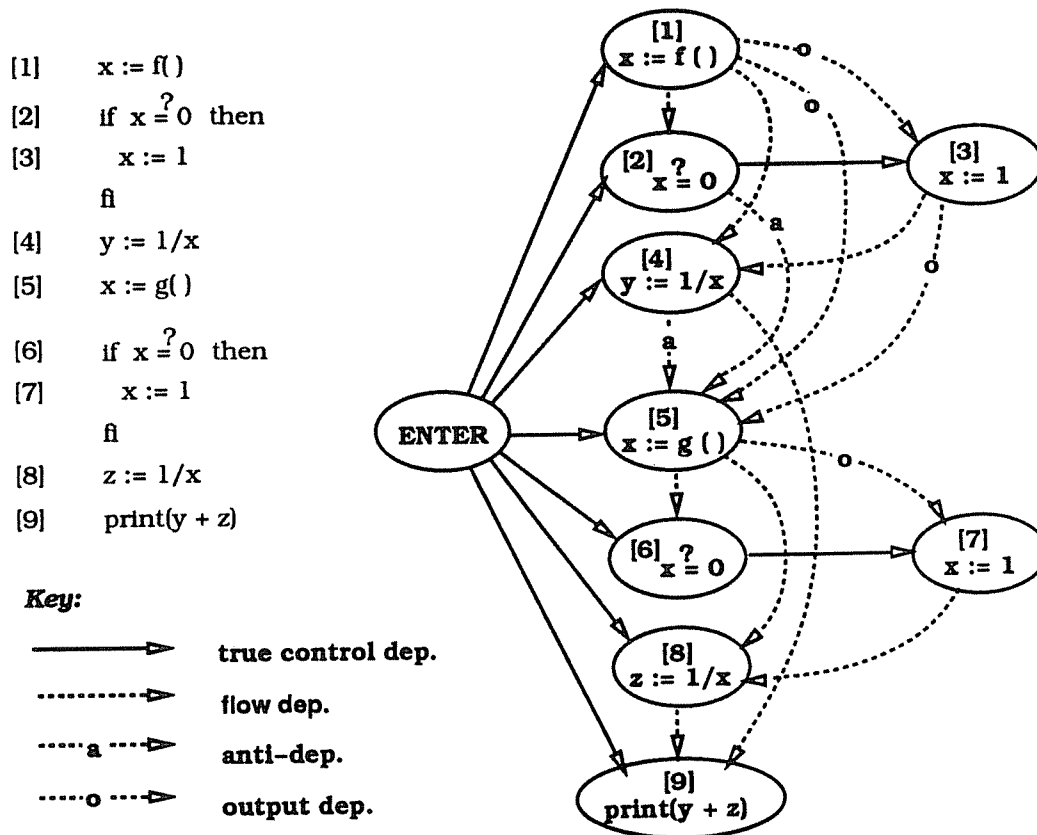 [1] x := f()
[2] if x ?= 0 then
[3] x := 1
fi
[4] y := 1/x
[5] x := g()
[6] if x ?= 0 then
[7] x := 1
fi
[8] z := 1/x
[9] print(y + z)
Key:
true control dep.
flow dep.
a
anti-dep.
o
output dep.
ENTER
[1]
x := f ( )
o
o
[2] x ?= 0
[3]
x := 1
a
[4]
y := 1/x
o
a
[5]
x := g ( )
o
[6] x ?= 0
[7]
x := 1
[8]
z := 1/x
[9]
print(y + z)